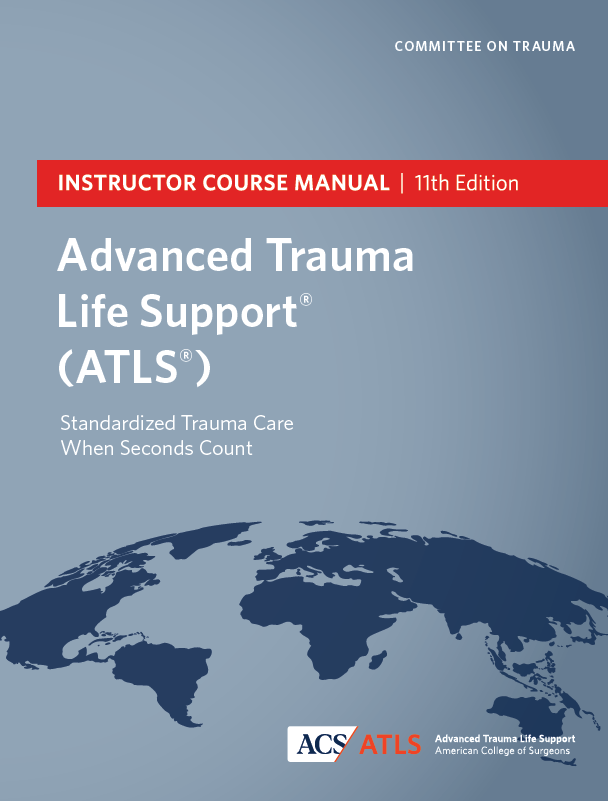 COMMITTEE ON TRAUMA
INSTRUCTOR COURSE MANUAL | 11th Edition
Advanced Trauma
Life Support®
(ATLS®)
Standardized Trauma Care
When Seconds Count
ACS/ATLS
Advanced Trauma Life Support
American College of Surgeons